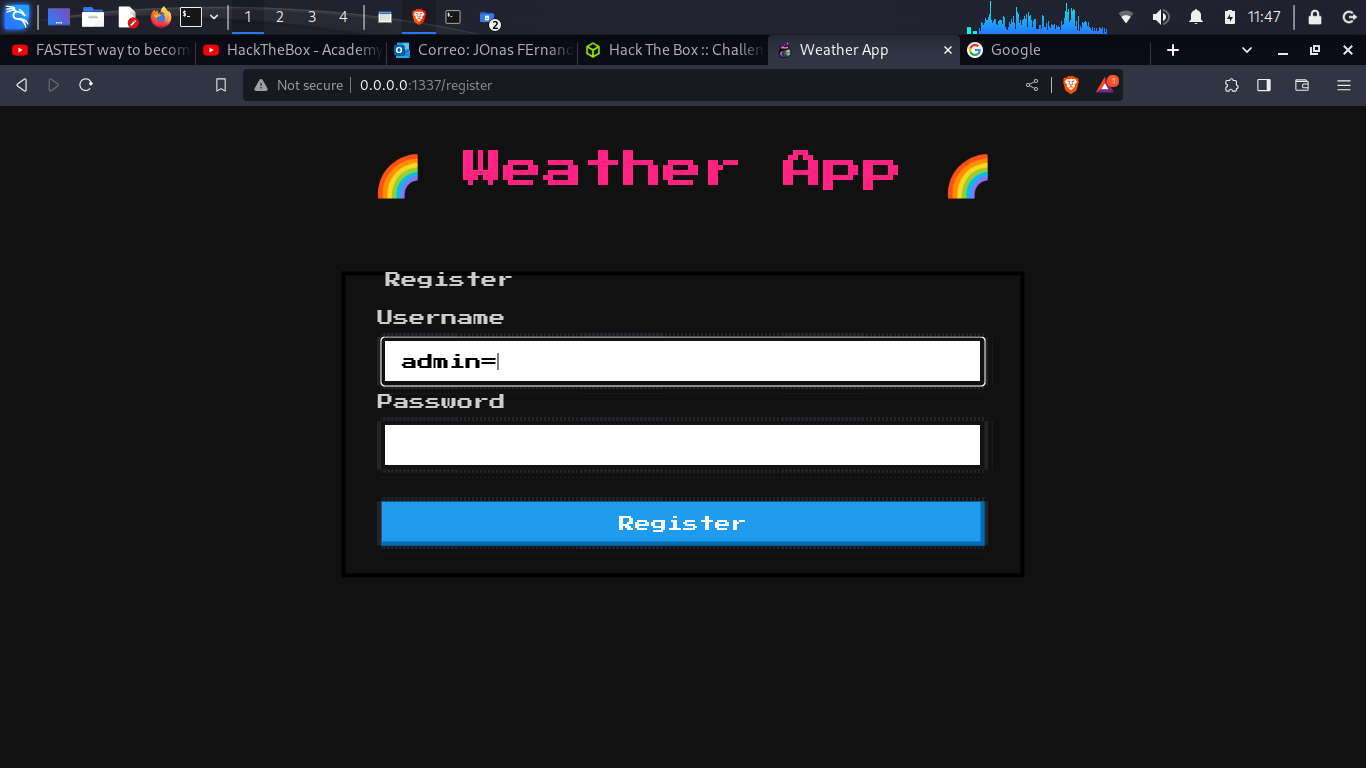 1 2 3 4 2 11:47
FASTEST way to becom HackTheBox - Academy Correo: JOnas FErnand Hack The Box :: Challen Weather App Google
Not secure 0.0.0.0:1337/register 1
Weather App
Register
Username
admin=
Password
Register